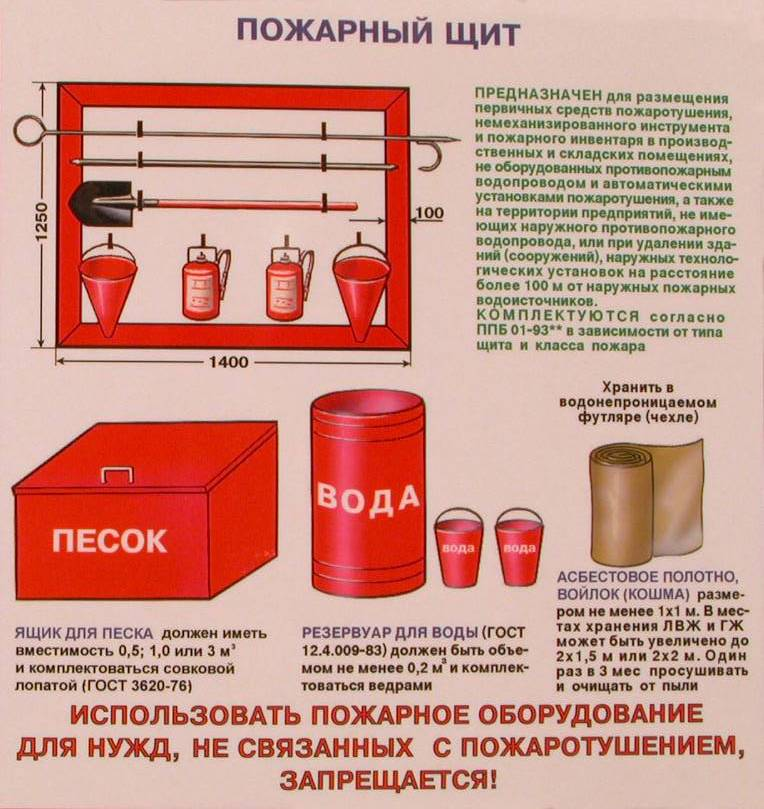 ПОЖАРНЫЙ ЩИТ
ПРЕДНАЗНАЧЕН для размещения
первичных средств пожаротушения,
немеханизированного инструмента
и пожарного инвентаря в производ-
ственных и складских помещениях,
не оборудованных противопожарным
водопроводом и автоматическими
установками пожаротушения, а также
на территории предприятий, не име-
ющих наружного противопожарного
водопровода, или при удалении зда-
ний (сооружений), наружных техноло-
гических установок на расстояние
более 100 м от наружных пожарных
водоисточников.
КОМПЛЕКТУЮТСЯ согласно
ППБ 01-93** в зависимости от типа
щита и класса пожара
1250
100
1400
Хранить в
водонепроницаемом
футляре (чехле)
ПЕСОК
ВОДА
вода
вода
ЯЩИК ДЛЯ ПЕСКА должен иметь
вместимость 0,5; 1,0 или 3 м³
и комплектоваться совковой
лопатой (ГОСТ 3620-76)
РЕЗЕРВУАР ДЛЯ ВОДЫ (ГОСТ
12.4.009-83) должен быть объе-
мом не менее 0,2 м³ и комплек-
товаться ведрами
АСБЕСТОВОЕ ПОЛОТНО,
ВОЙЛОК (КОШМА) разме-
ром не менее 1х1 м. В мес-
тах хранения ЛВЖ и ГЖ
может быть увеличено до
2х1,5 м или 2х2 м. Один
раз в 3 мес просушивать
и очищать от пыли
ИСПОЛЬЗОВАТЬ ПОЖАРНОЕ ОБОРУДОВАНИЕ
ДЛЯ НУЖД, НЕ СВЯЗАННЫХ С ПОЖАРОТУШЕНИЕМ,
ЗАПРЕЩАЕТСЯ!